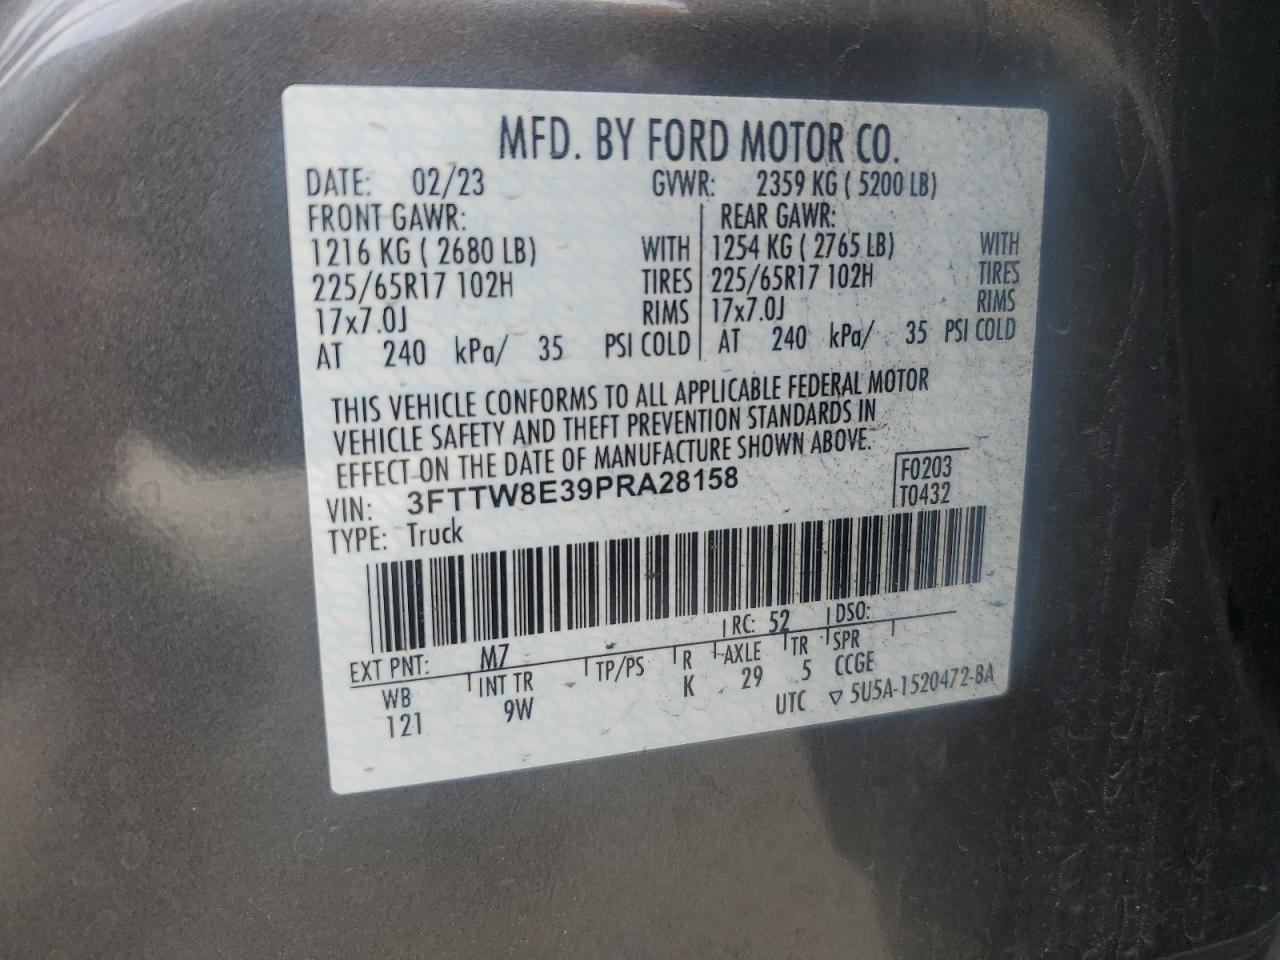 MFD. BY FORD MOTOR CO.
DATE: 02/23 GVWR: 2359 KG ( 5200 LB)
FRONT GAWR: REAR GAWR:
1216 KG ( 2680 LB) WITH 1254 KG ( 2765 LB) WITH
225/65R17 102H TIRES 225/65R17 102H TIRES
17x7.0J RIMS 17x7.0J RIMS
AT 240 kPa/ 35 PSI COLD AT 240 kPa/ 35 PSI COLD
THIS VEHICLE CONFORMS TO ALL APPLICABLE FEDERAL MOTOR
VEHICLE SAFETY AND THEFT PREVENTION STANDARDS IN
EFFECT ON THE DATE OF MANUFACTURE SHOWN ABOVE.
VIN: 3FTTW8E39PRA28158 F0203
TYPE: Truck T0432
EXT PNT: M7 RC: 52 DSO:
WB INT TR TP/PS R AXLE TR SPR
121 9W K 29 5 CCGE
UTC ▽ 5U5A-1520472-BA